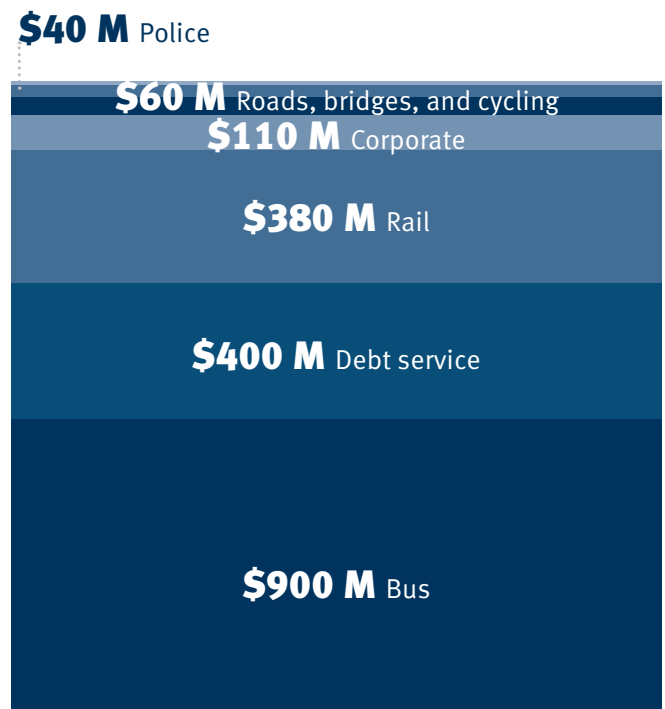 $40 M Police
$60 M Roads, bridges, and cycling
$110 M Corporate
$380 M Rail
$400 M Debt service
$900 M Bus